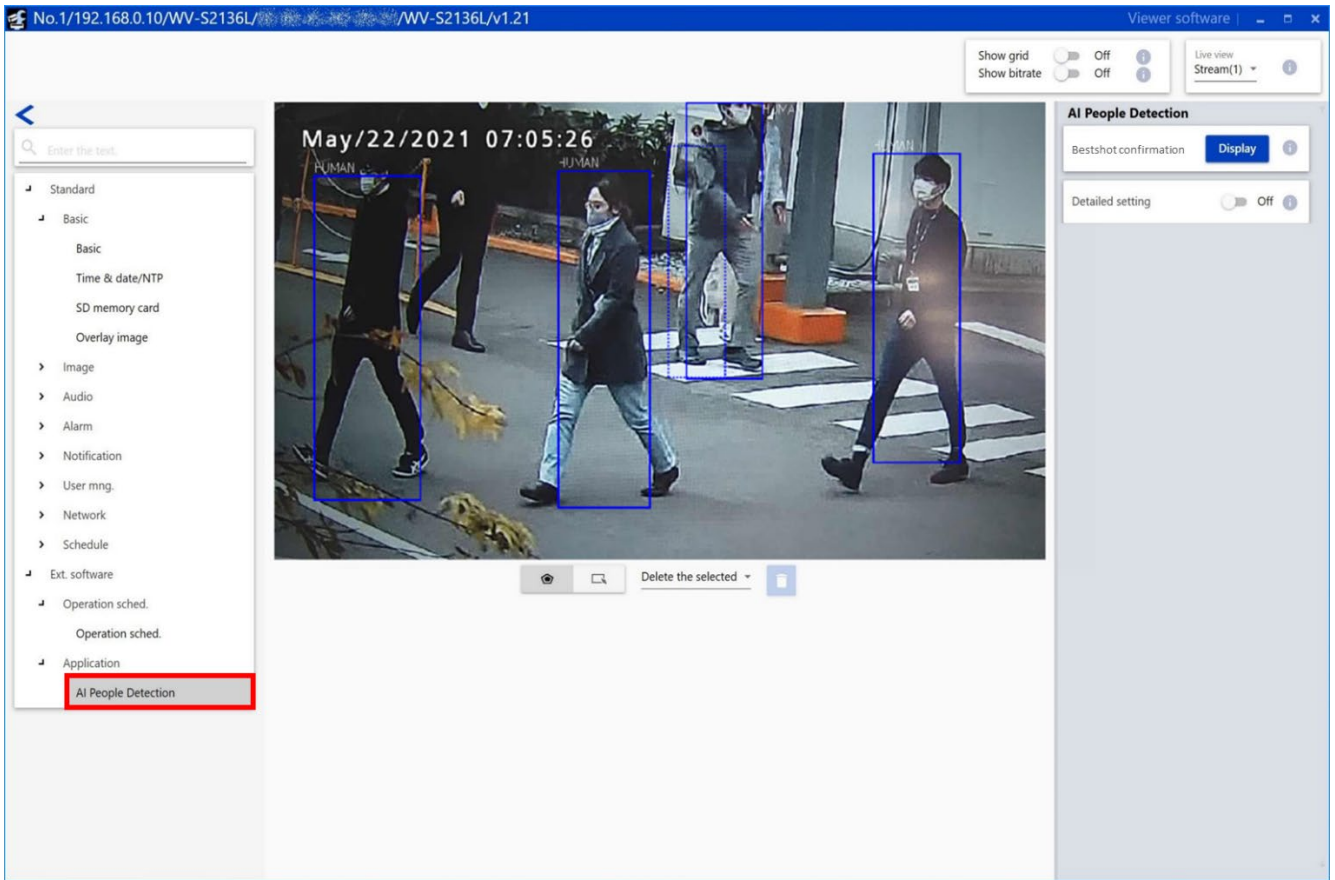 No.1/192.168.0.10/WV-S2136L/ /WV-S2136L/v1.21
Viewer software |
Show grid Off
Show bitrate Off
Live view
Stream(1)
Enter the text.
Standard
Basic
Basic
Time & date/NTP
SD memory card
Overlay image
Image
Audio
Alarm
Notification
User mng.
Network
Schedule
Ext. software
Operation sched.
Operation sched.
Application
AI People Detection
May/22/2021 07:05:26
HUMAN
HUMAN
HUMA
HUMAN
Delete the selected
AI People Detection
Bestshot confirmation Display
Detailed setting Off